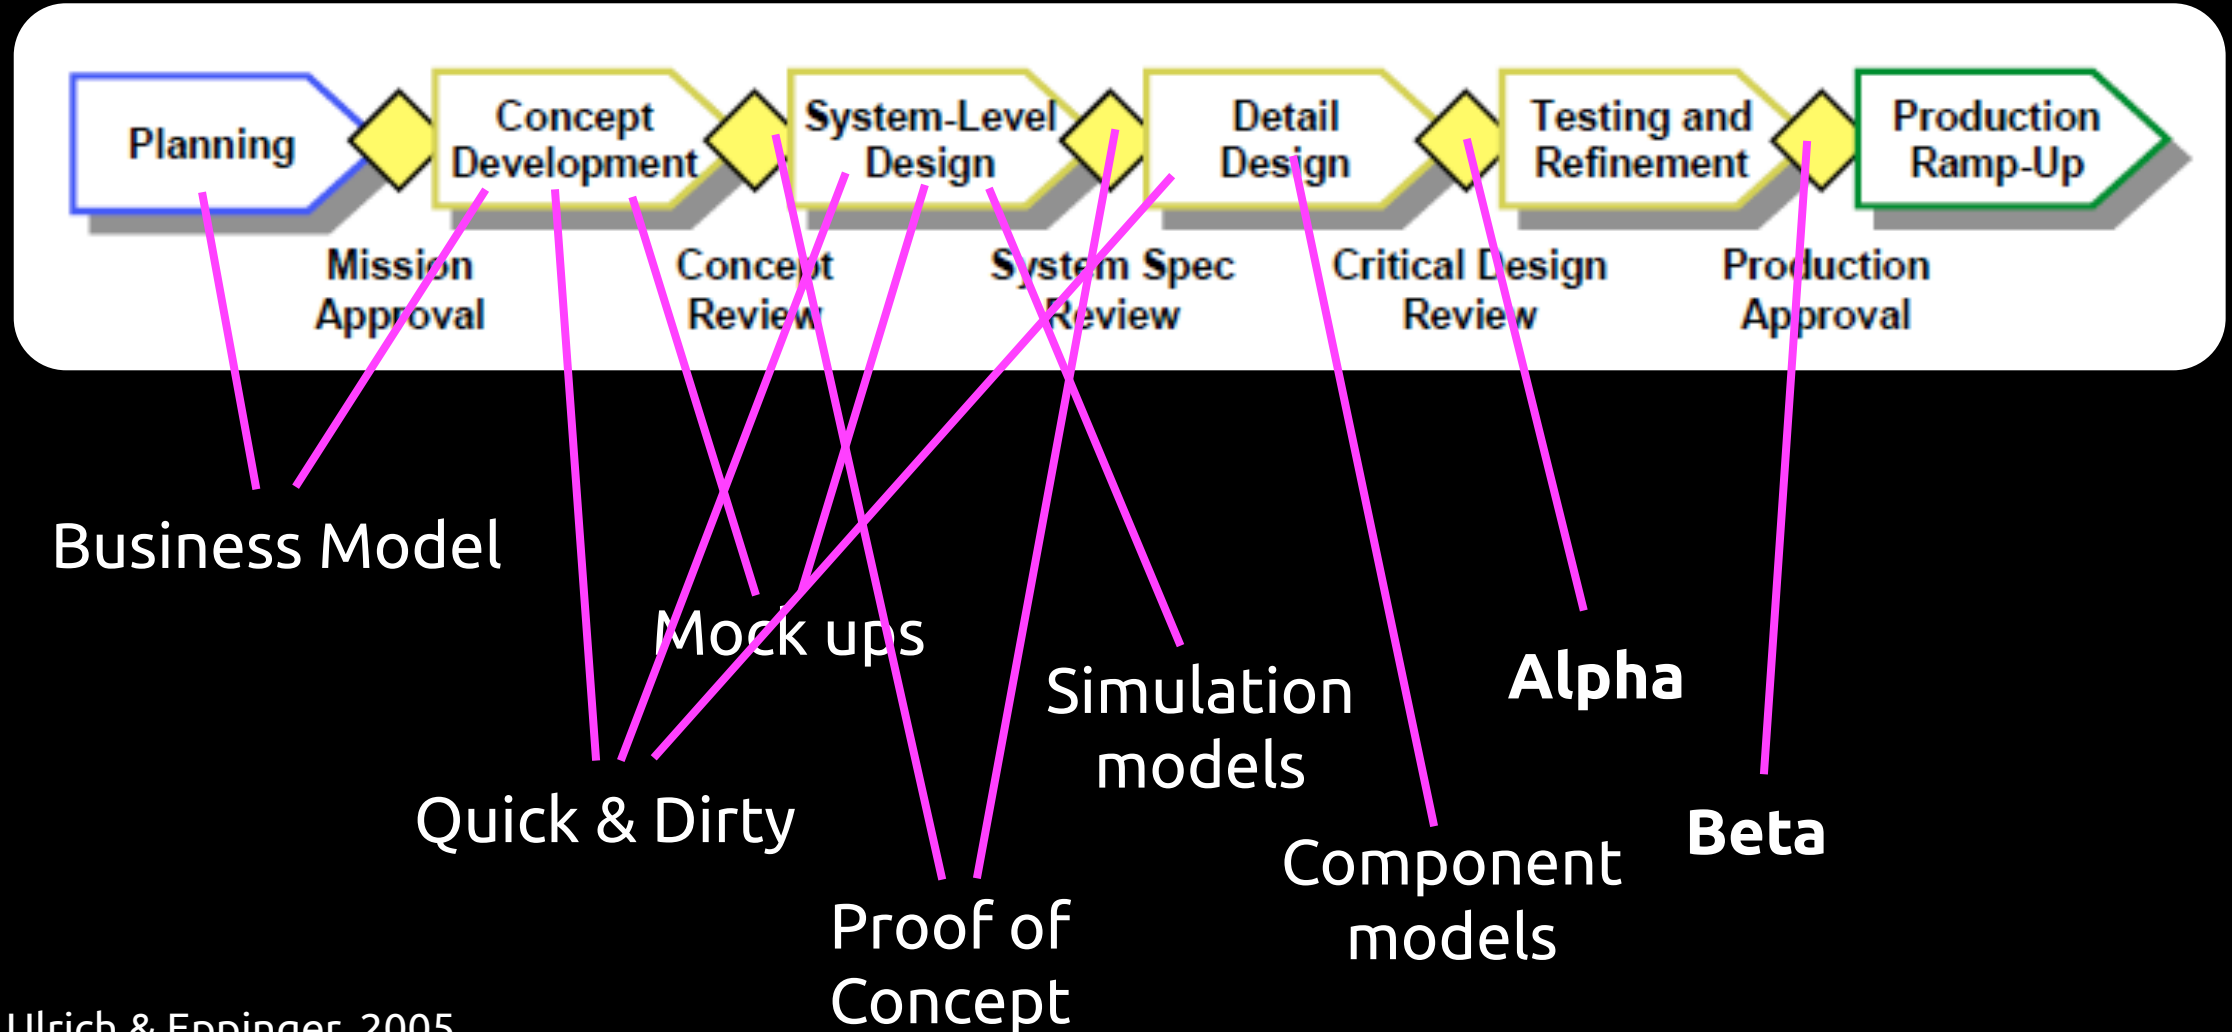 Planning
Concept
Development
System-Level
Design
Detail
Design
Testing and
Refinement
Production
Ramp-Up
Mission
Approval
Concept
Review
System Spec
Review
Critical Design
Review
Production
Approval
Business Model
Mock ups
Simulation
models
Alpha
Quick & Dirty
Component
models
Beta
Proof of
Concept
Ulrich & Eppinger, 2005